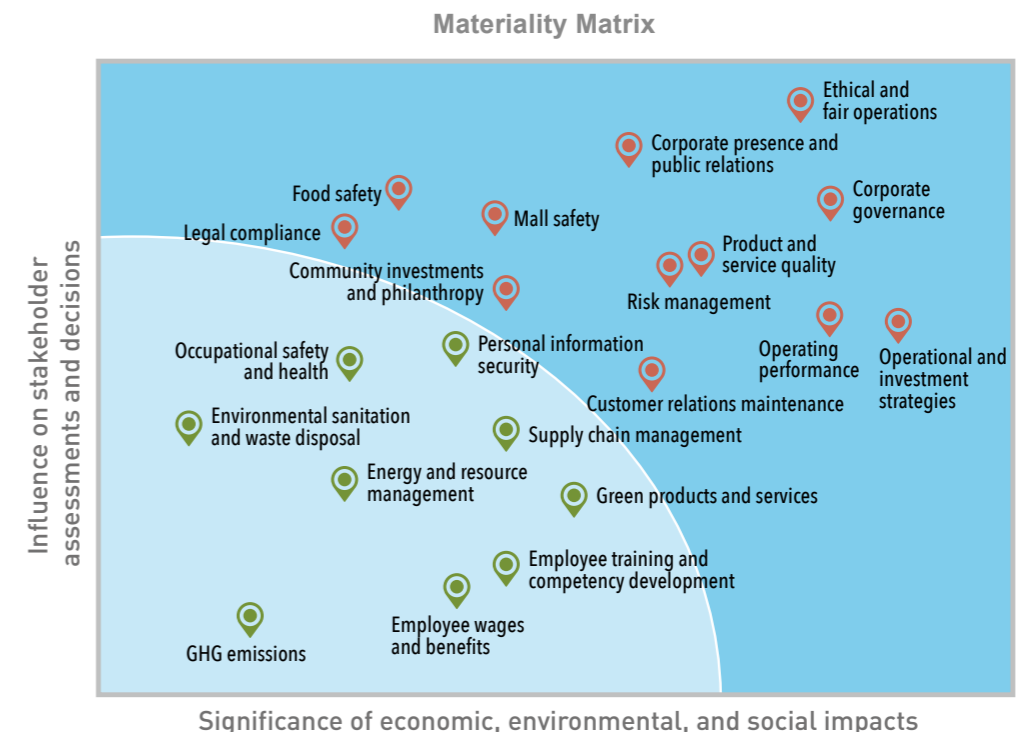 Materiality Matrix
Ethical and
fair operations
Corporate presence and
public relations
Food safety
Corporate
governance
Mall safety
Legal compliance
Product and
service quality
Community investments
and philanthropy
Risk management
Operating
performance
Operational and
investment
strategies
Occupational safety
and health
Personal information
security
Customer relations maintenance
Environmental sanitation
and waste disposal
Supply chain management
Energy and resource
management
Green products and services
Employee training and
competency development
Employee wages
and benefits
GHG emissions
Influence on stakeholder
assessments and decisions
Significance of economic, environmental, and social impacts